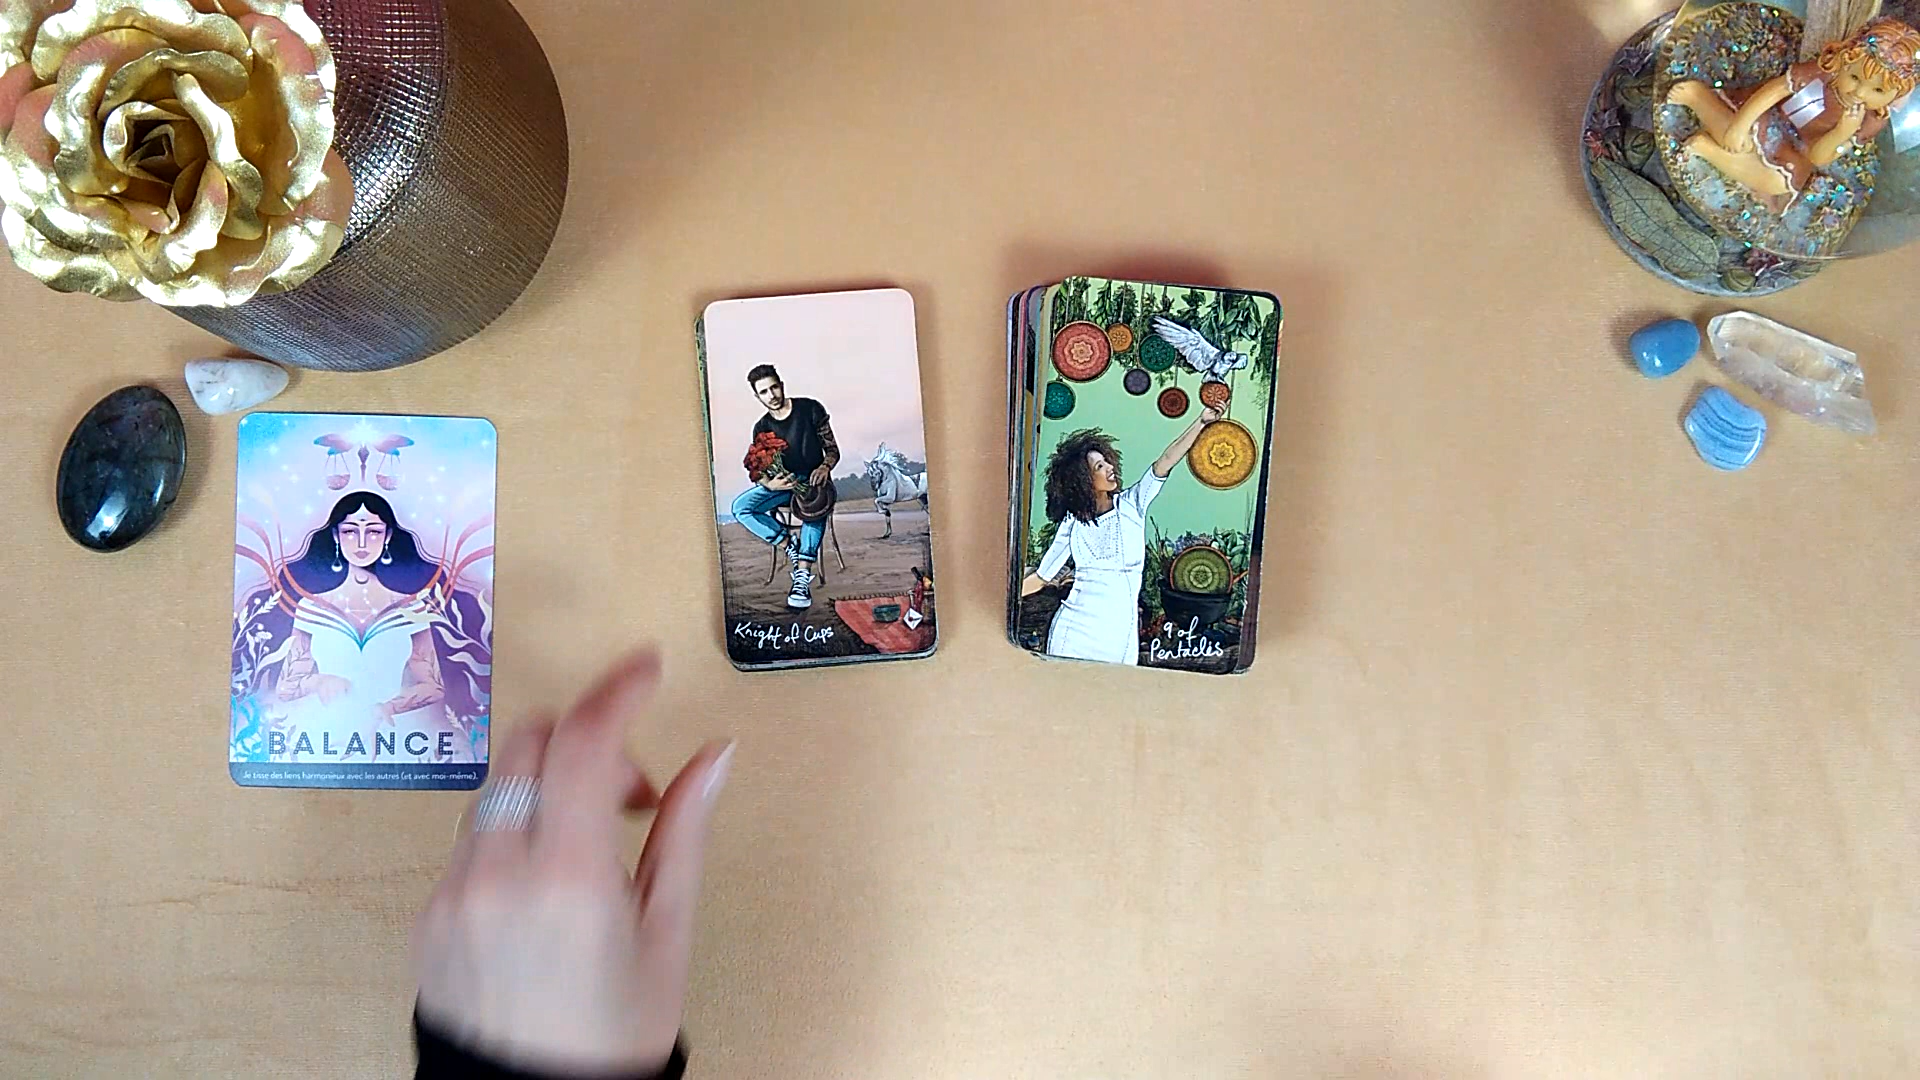 BALANCE
Je tisse des liens harmonieux avec les autres (et avec moi-même).
Knight of Cups
9 of
Pentacles